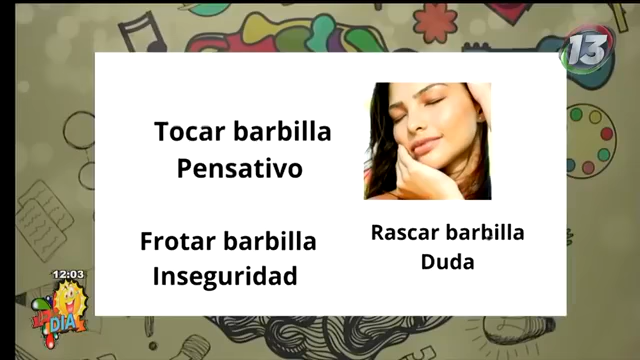 13
Tocar barbilla
Pensativo
Frotar barbilla
Inseguridad
Rascar barbilla
Duda
12:03
DIA